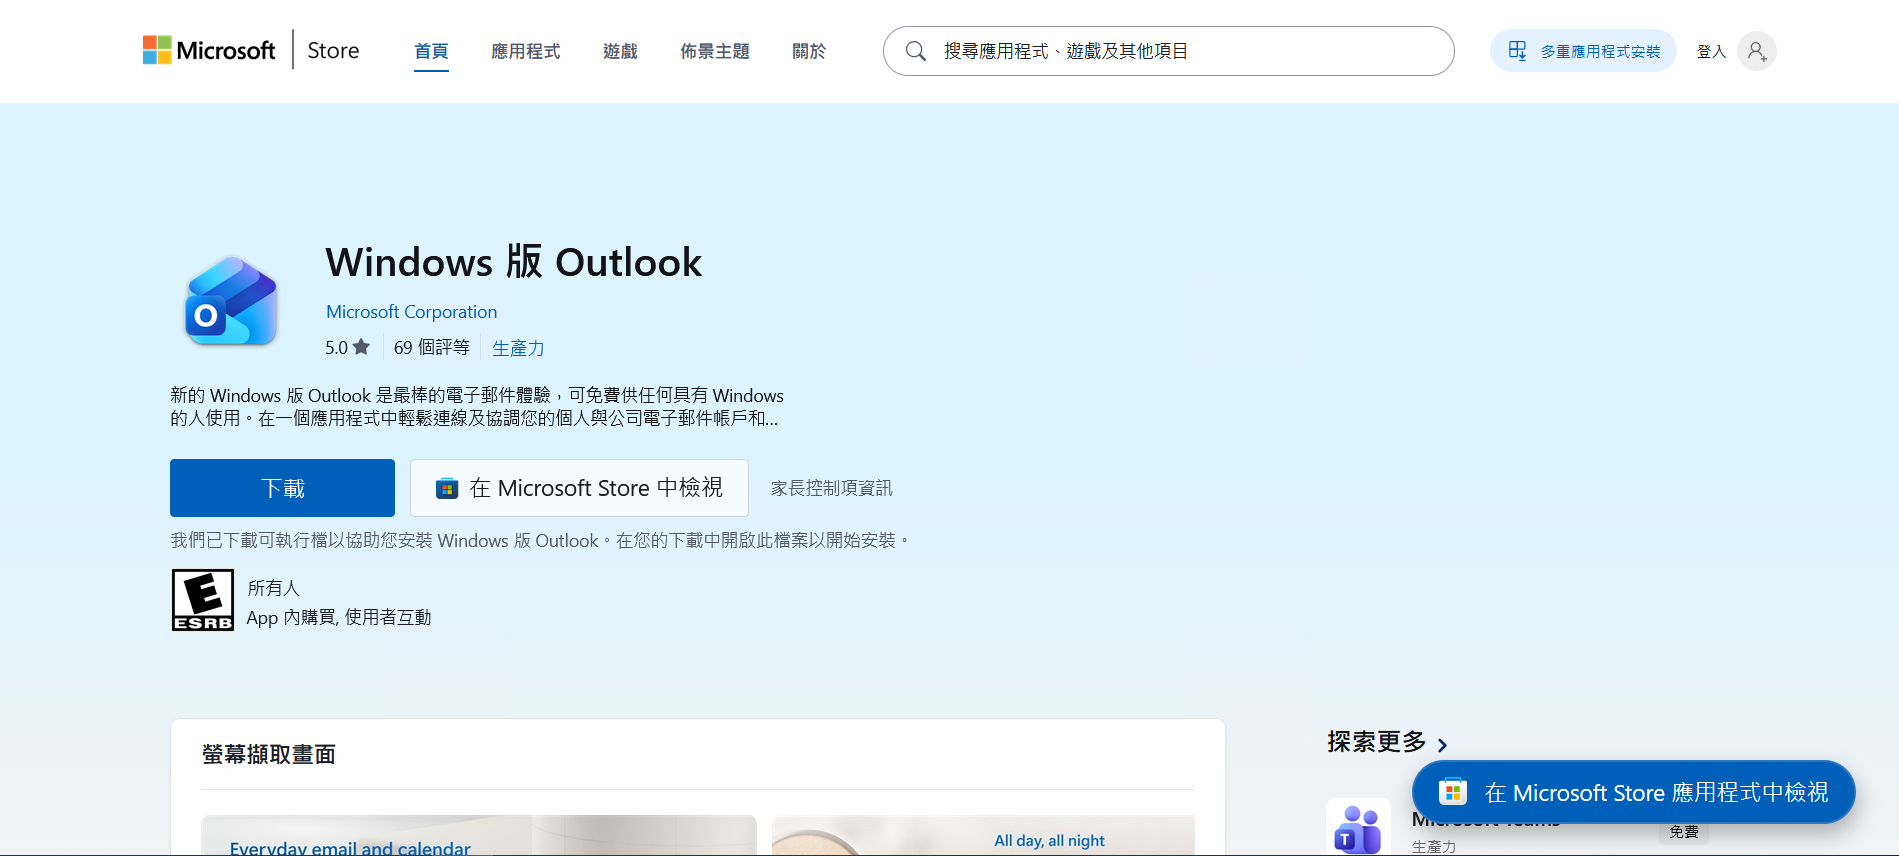 Microsoft | Store 首頁 應用程式 遊戲 佈景主題 關於 搜尋應用程式、遊戲及其他項目 多重應用程式安裝 登入
Windows 版 Outlook
Microsoft Corporation
5.0 69 個評等 生產力
新的 Windows 版 Outlook 是最棒的電子郵件體驗，可免費供任何具有 Windows
的人使用。在一個應用程式中輕鬆連線及協調您的個人與公司電子郵件帳戶和...
下載 在 Microsoft Store 中檢視 家長控制項資訊
我們已下載可執行檔以協助您安裝 Windows 版 Outlook。在您的下載中開啟此檔案以開始安裝。
E
ESRB
所有人
App 內購買, 使用者互動
螢幕擷取畫面
Everyday email and calendar
All day, all night
探索更多
在 Microsoft Store 應用程式中檢視
Microsoft Teams
生產力
免費